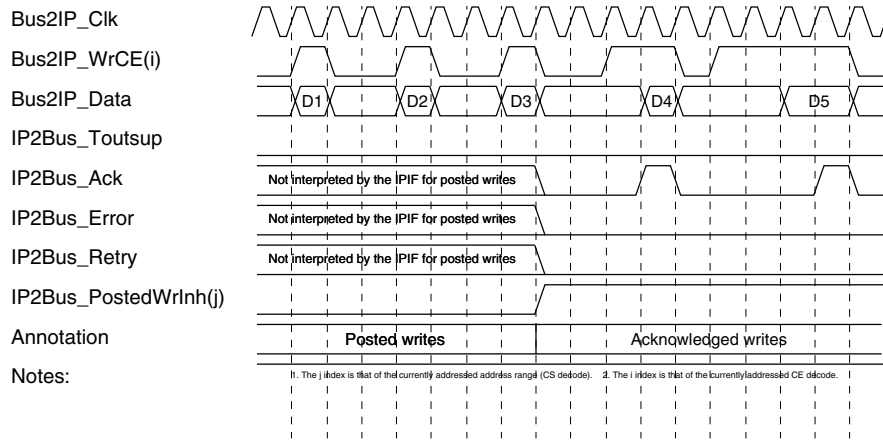 Bus2IP_Clk
Bus2IP_WrCE(i)
Bus2IP_Data D1 D2 D3 D4 D5
IP2Bus_Toutsup
IP2Bus_Ack Not interpreted by the IPIF for posted writes
IP2Bus_Error Not interpreted by the IPIF for posted writes
IP2Bus_Retry Not interpreted by the IPIF for posted writes
IP2Bus_PostedWrInh(j)
Annotation Posted writes Acknowledged writes
Notes: 1. The j index is that of the currently addressed address range (CS decode). 2. The i index is that of the currently addressed CE decode.